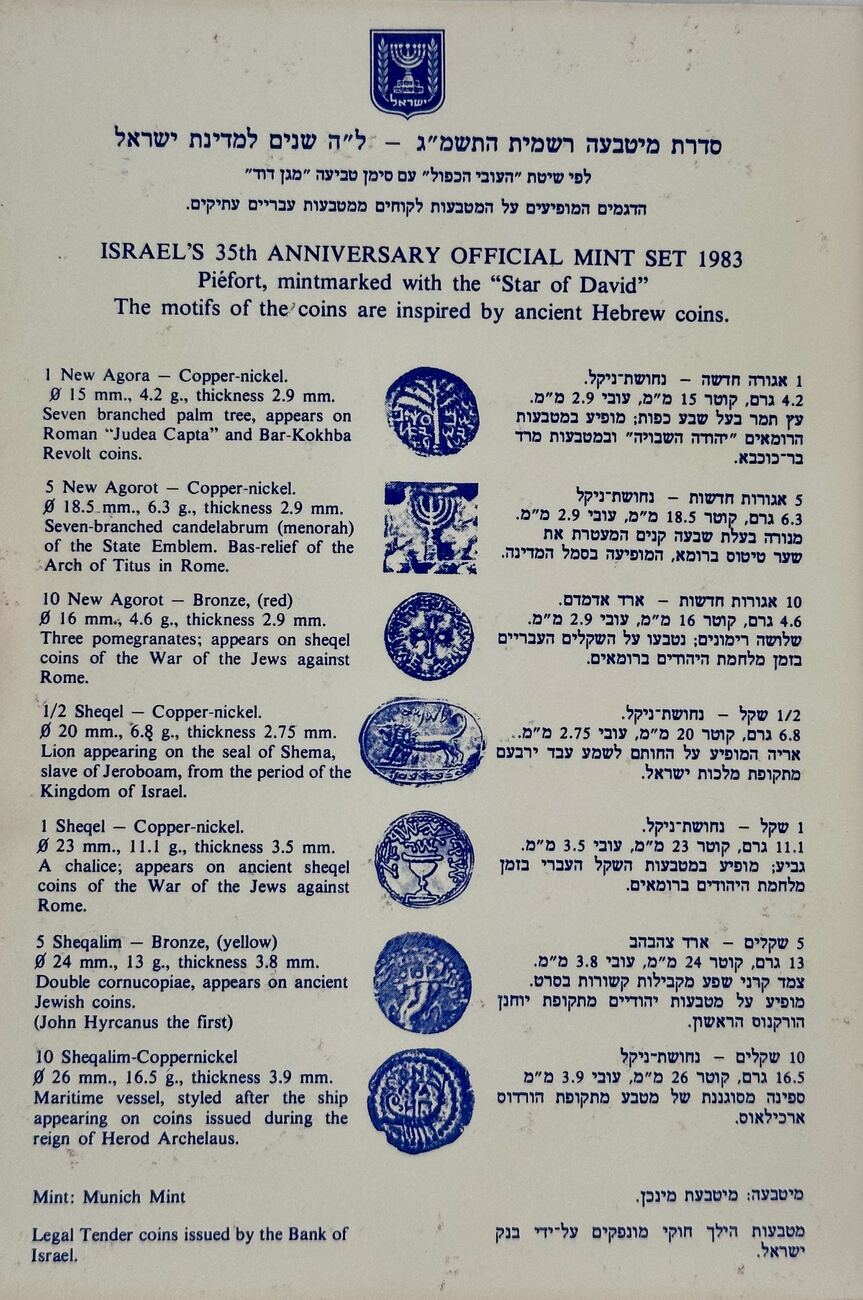 ישראל
סדרת מיטבעה רשמית התשמ״ג – ל״ה שנים למדינת ישראל
לפי שיטת ״העובי הכפול״ עם סימן טביעה ״מגן דוד״
הדגמים המופיעים על המטבעות לקוחים ממטבעות עבריים עתיקים.
ISRAEL'S 35th ANNIVERSARY OFFICIAL MINT SET 1983
Piéfort, mintmarked with the “Star of David”
The motifs of the coins are inspired by ancient Hebrew coins.
1 New Agora — Copper-nickel.
Ø 15 mm., 4.2 g., thickness 2.9 mm.
Seven branched palm tree, appears on
Roman “Judea Capta” and Bar-Kokhba
Revolt coins.
1 אגורה חדשה – נחושת־ניקל.
4.2 גרם, קוטר 15 מ״מ, עובי 2.9 מ״מ.
עץ תמר בעל שבע כפות; מופיע במטבעות
הרומאים ״יהודה השבויה״ ובמטבעות מרד
בר־כוכבא.
5 New Agorot — Copper-nickel.
Ø 18.5 mm., 6.3 g., thickness 2.9 mm.
Seven-branched candelabrum (menorah)
of the State Emblem. Bas-relief of the
Arch of Titus in Rome.
5 אגורות חדשות – נחושת־ניקל
6.3 גרם, קוטר 18.5 מ״מ, עובי 2.9 מ״מ.
מנורה בעלת שבעה קנים המעטרת את
שער טיטוס ברומא, המופיעה בסמל המדינה.
10 New Agorot — Bronze, (red)
Ø 16 mm., 4.6 g., thickness 2.9 mm.
Three pomegranates; appears on sheqel
coins of the War of the Jews against
Rome.
10 אגורות חדשות – ארד אדמדם.
4.6 גרם, קוטר 16 מ״מ, עובי 2.9 מ״מ.
שלושה רימונים; נטבעו על השקלים העבריים
בזמן מלחמת היהודים ברומאים.
1/2 Sheqel — Copper-nickel.
Ø 20 mm., 6.8 g., thickness 2.75 mm.
Lion appearing on the seal of Shema,
slave of Jeroboam, from the period of the
Kingdom of Israel.
1/2 שקל – נחושת־ניקל.
6.8 גרם, קוטר 20 מ״מ, עובי 2.75 מ״מ.
אריה המופיע על החותם לשמע עבד ירבעם
מתקופת מלכות ישראל.
1 Sheqel — Copper-nickel.
Ø 23 mm., 11.1 g., thickness 3.5 mm.
A chalice; appears on ancient sheqel
coins of the War of the Jews against
Rome.
1 שקל – נחושת־ניקל.
11.1 גרם, קוטר 23 מ״מ, עובי 3.5 מ״מ.
גביע; מופיע במטבעות השקל העברי בזמן
מלחמת היהודים ברומאים.
5 Sheqalim — Bronze, (yellow)
Ø 24 mm., 13 g., thickness 3.8 mm.
Double cornucopiae, appears on ancient
Jewish coins.
(John Hyrcanus the first)
5 שקלים – ארד צהבהב
13 גרם, קוטר 24 מ״מ, עובי 3.8 מ״מ.
צמד קרני שפע מקבילות קשורות בסרט.
מופיע על מטבעות יהודיים מתקופת יוחנן
הורקנוס הראשון.
10 Sheqalim-Coppernickel
Ø 26 mm., 16.5 g., thickness 3.9 mm.
Maritime vessel, styled after the ship
appearing on coins issued during the
reign of Herod Archelaus.
10 שקלים – נחושת־ניקל
16.5 גרם, קוטר 26 מ״מ, עובי 3.9 מ״מ
ספינה מסוגננת של מטבע מתקופת הורדוס
ארכילאוס.
Mint: Munich Mint
מיטבעה: מיטבעת מינכן.
Legal Tender coins issued by the Bank of
Israel.
מטבעות הילך חוקי מונפקים על־ידי בנק
ישראל.